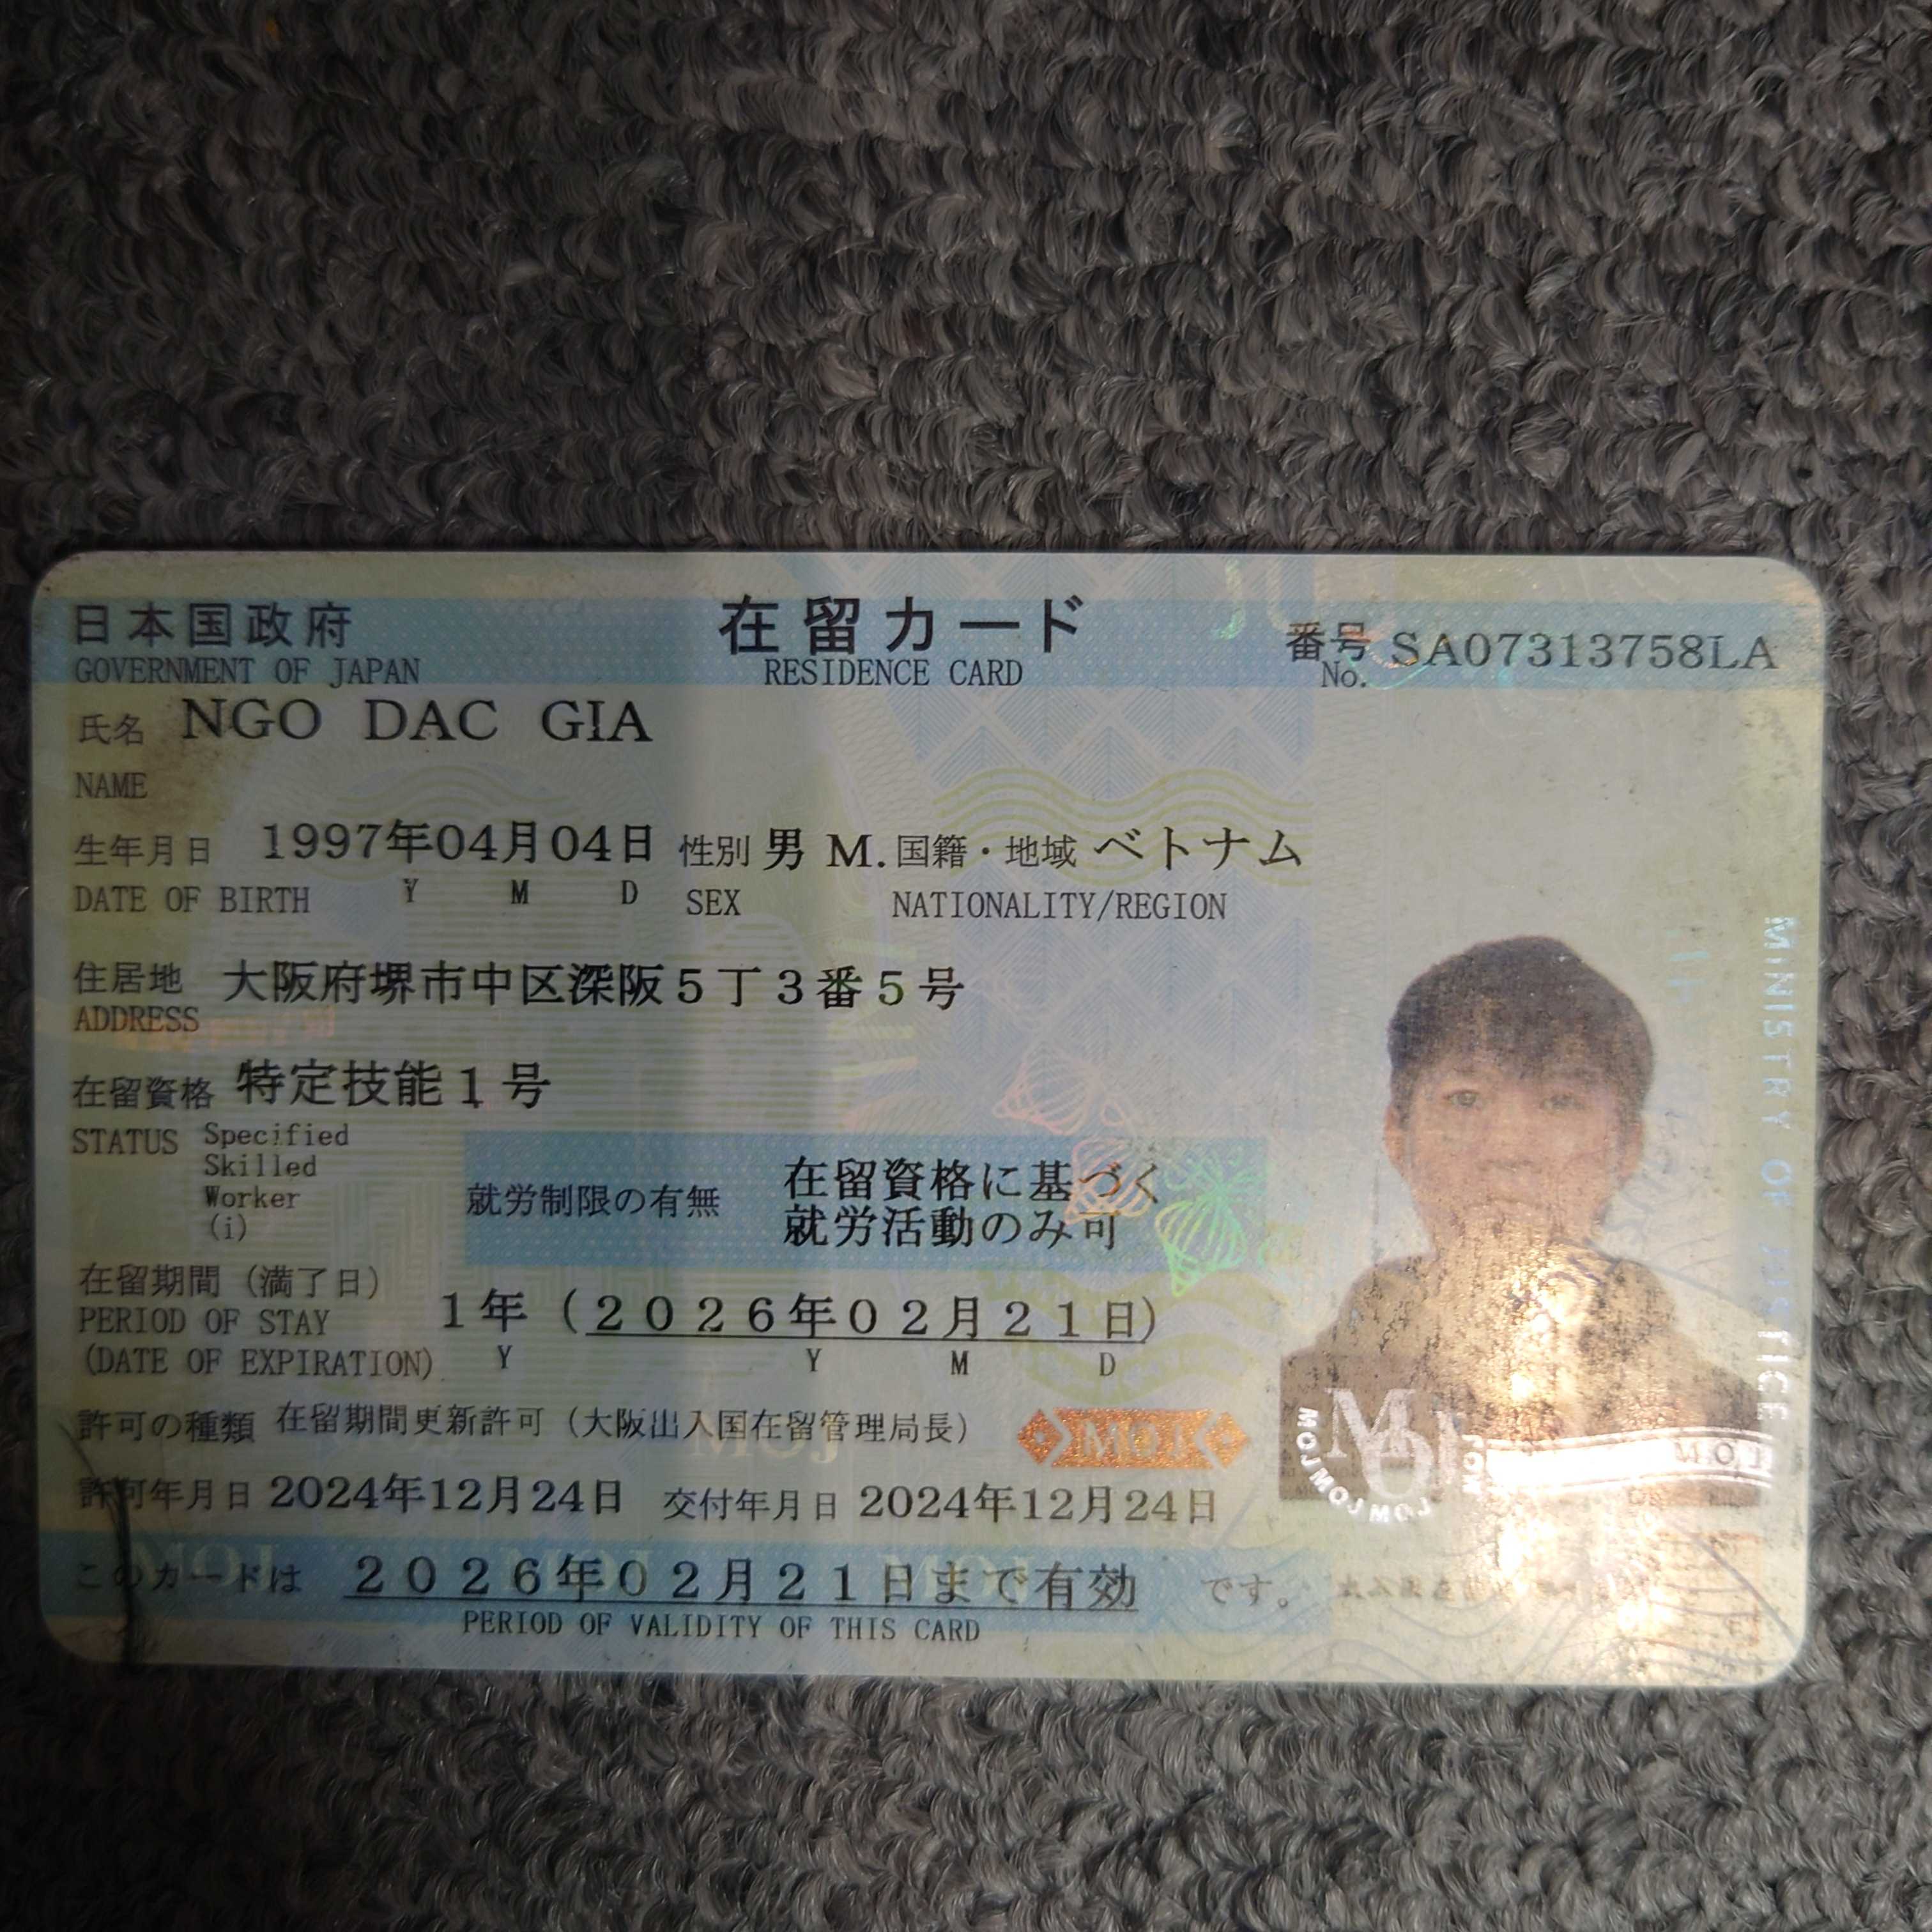 日本国政府 在留カード 番号 SA07313758LA
GOVERNMENT OF JAPAN RESIDENCE CARD No.
氏名 NGO DAC GIA
NAME
生年月日 1997年04月04日 性別 男 M. 国籍・地域 ベトナム
DATE OF BIRTH Y M D SEX NATIONALITY/REGION
住居地 大阪府堺市中区深阪5丁3番5号
ADDRESS
在留資格 特定技能1号
STATUS Specified
Skilled
Worker
(i)
就労制限の有無 在留資格に基づく
就労活動のみ可
在留期間(満了日)
PERIOD OF STAY 1年(2026年02月21日)
(DATE OF EXPIRATION) Y Y M D
許可の種類 在留期間更新許可(大阪出入国在留管理局長) MOJ
許可年月日 2024年12月24日 交付年月日 2024年12月24日
このカードは 2026年02月21日まで有効 です。
PERIOD OF VALIDITY OF THIS CARD
MINISTRY OF JUSTICE
MOJ
MOJMOJMOJ
MOJ